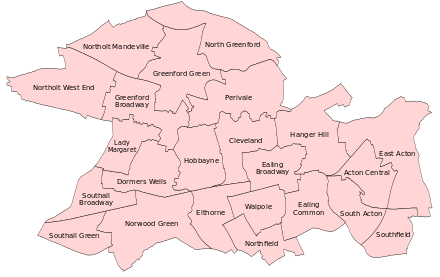 Northolt Mandeville
North Greenford
Greenford Green
Northolt West End
Greenford
Broadway
Perivale
Hanger Hill
Cleveland
Lady
Margaret
East Acton
Hobbayne
Ealing
Broadway
Acton Central
Dormers Wells
Southall
Broadway
Walpole
Ealing
Common
Elthorne
South Acton
Norwood Green
Southall Green
Southfield
Northfield